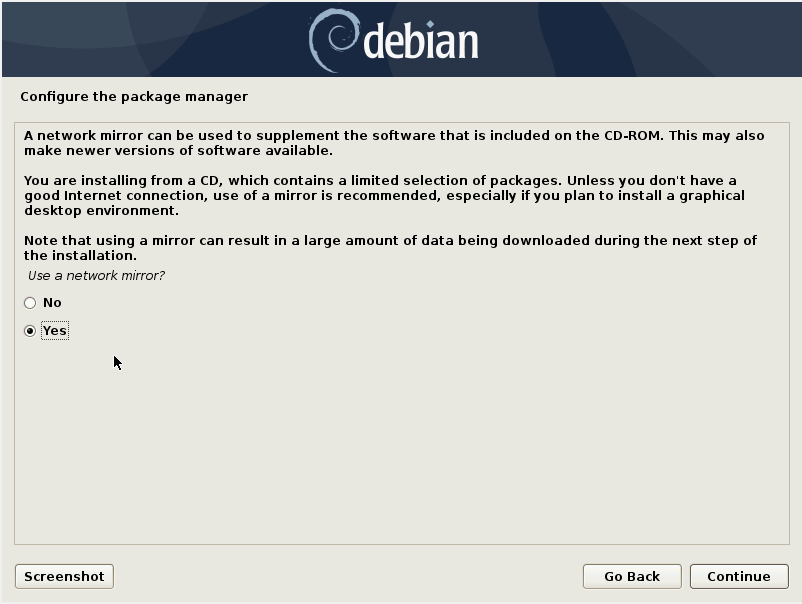 debian
Configure the package manager
A network mirror can be used to supplement the software that is included on the CD-ROM. This may also
make newer versions of software available.
You are installing from a CD, which contains a limited selection of packages. Unless you don't have a
good Internet connection, use of a mirror is recommended, especially if you plan to install a graphical
desktop environment.
Note that using a mirror can result in a large amount of data being downloaded during the next step of
the installation.
Use a network mirror?
No
Yes
Screenshot Go Back Continue